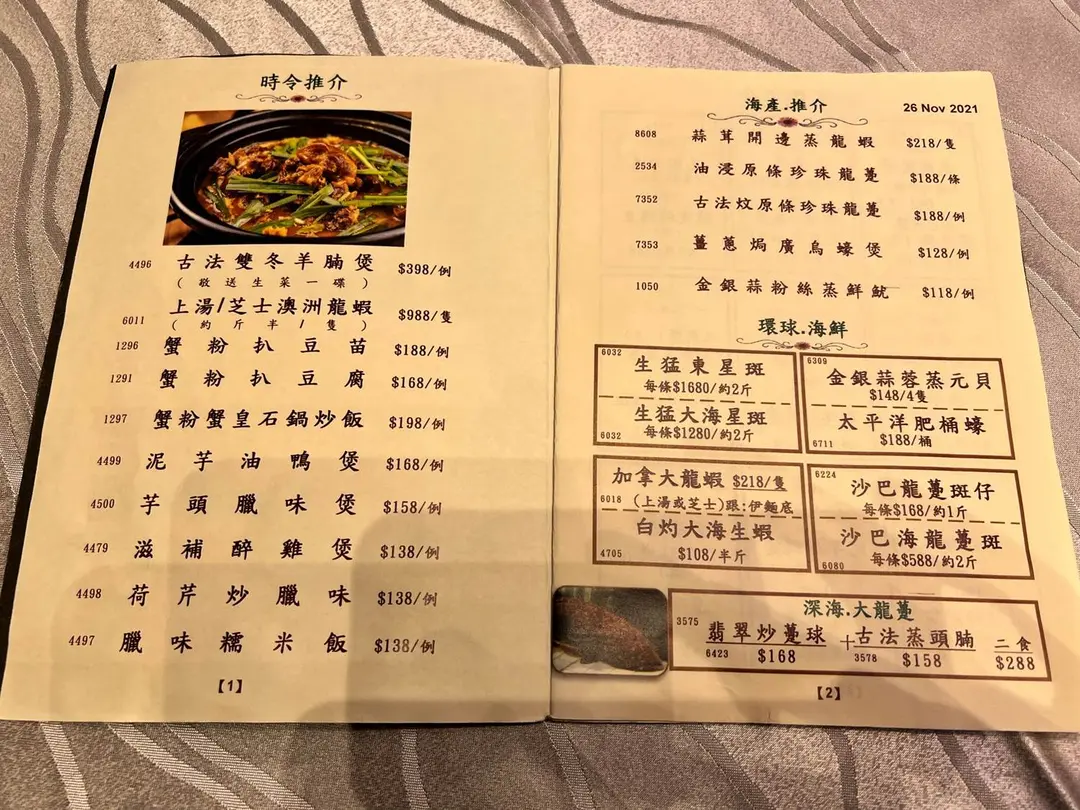 時令推介
4496 古法雙冬羊腩煲 $398/例
(敬送生菜一碟)
6011 上湯/芝士澳洲龍蝦 $988/隻
(約斤半/隻)
1296 蟹粉扒豆苗 $188/例
1291 蟹粉扒豆腐 $168/例
1297 蟹粉蟹皇石鍋炒飯 $198/例
4499 泥芋油鴨煲 $168/例
4500 芋頭臘味煲 $158/例
4479 滋補醉雞煲 $138/例
4498 荷芹炒臘味 $138/例
4497 臘味糯米飯 $138/例
【1】
海產.推介 26 Nov 2021
8608 蒜茸開邊蒸龍蝦 $218/隻
2534 油浸原條珍珠龍躉 $188/條
7352 古法炆原條珍珠龍躉 $188/例
7353 薑蔥焗廣烏蠔煲 $128/例
1050 金銀蒜粉絲蒸鮮魷 $118/例
環球.海鮮
6032 生猛東星斑
每條$1680/約2斤
生猛大海星斑
6032 每條$1280/約2斤
6309 金銀蒜蓉蒸元貝
$148/4隻
太平洋肥桶蠔
6711 $188/桶
加拿大龍蝦 $218/隻
6018 (上湯或芝士)跟:伊麵底
白灼大海生蝦
4705 $108/半斤
6224 沙巴龍躉斑仔
每條$168/約1斤
沙巴海龍躉斑
6080 每條$588/約2斤
深海.大龍躉
3575 翡翠炒躉球 + 古法蒸頭腩 二食
6423 $168 3578 $158 $288
【2】